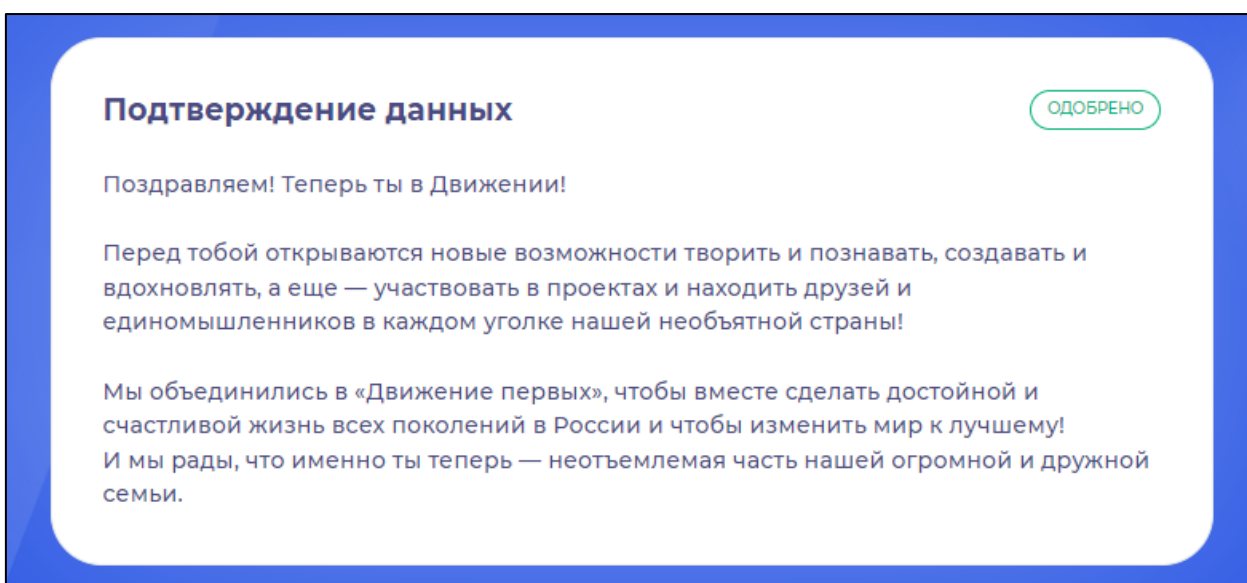 Подтверждение данных
ОДОБРЕНО
Поздравляем! Теперь ты в Движении!
Перед тобой открываются новые возможности творить и познавать, создавать и
вдохновлять, а еще — участвовать в проектах и находить друзей и
единомышленников в каждом уголке нашей необъятной страны!
Мы объединились в «Движение первых», чтобы вместе сделать достойной и
счастливой жизнь всех поколений в России и чтобы изменить мир к лучшему!
И мы рады, что именно ты теперь — неотъемлемая часть нашей огромной и дружной
семьи.